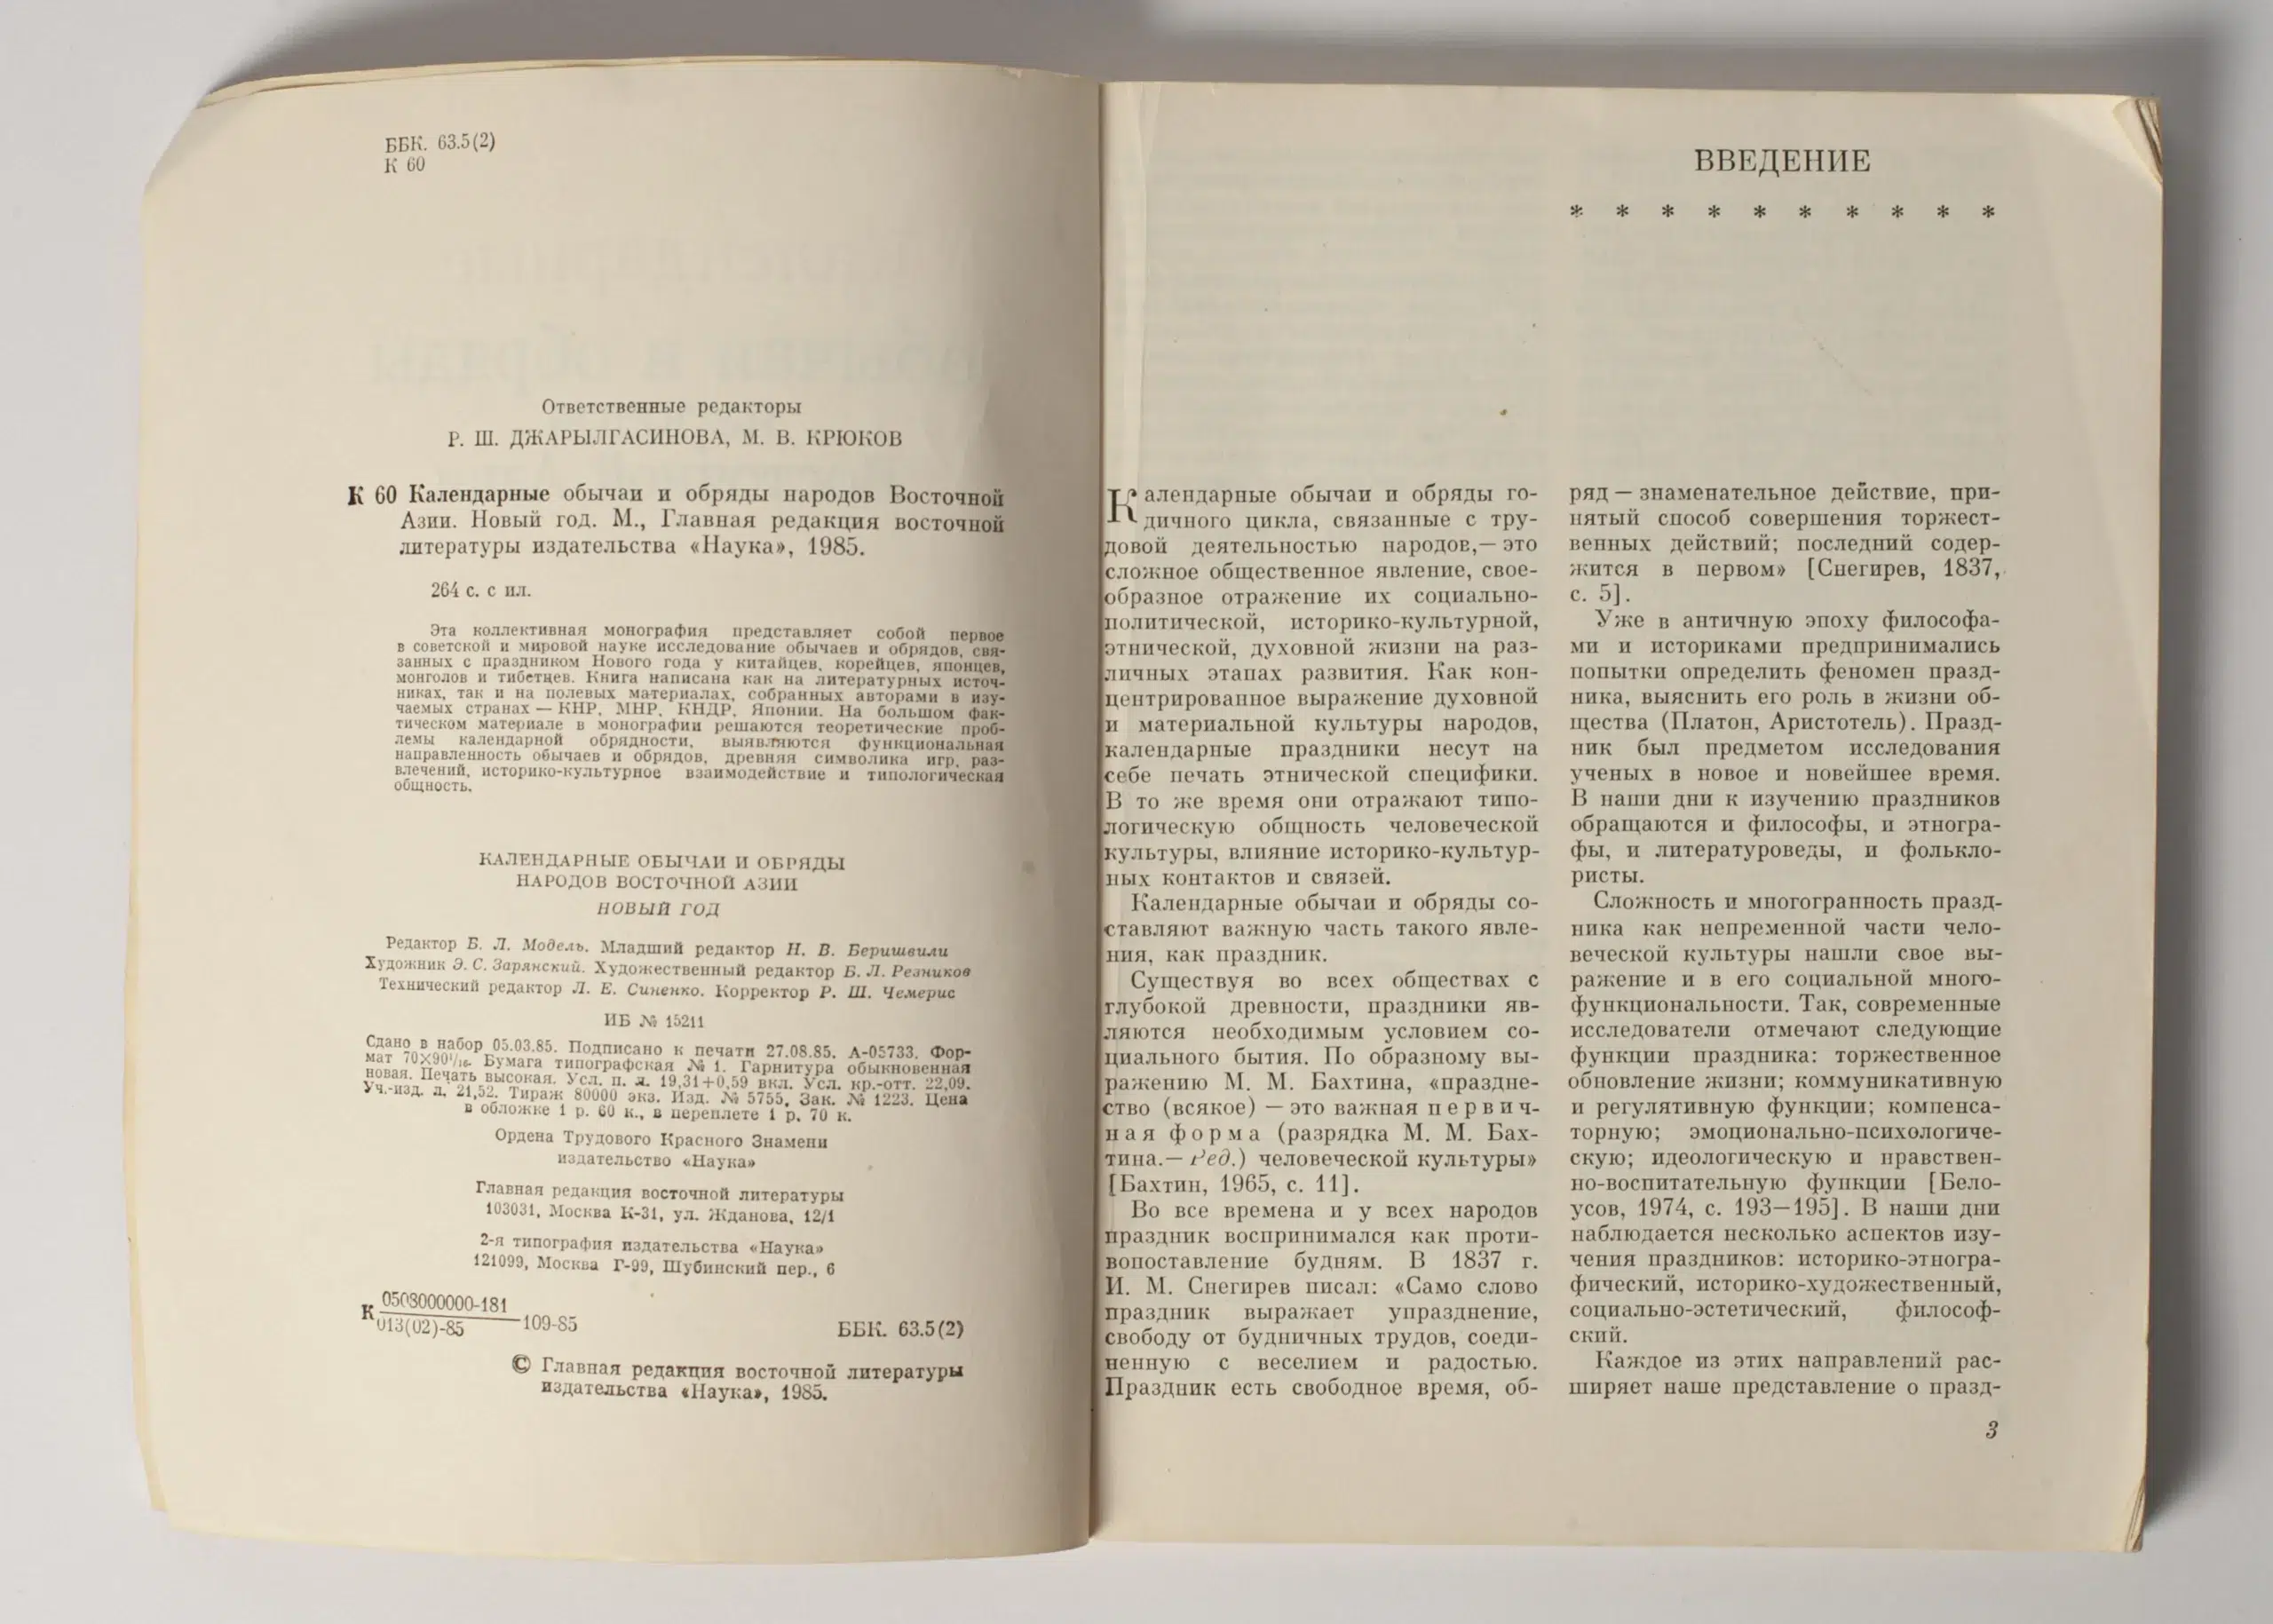 ББК. 63.5(2)
К 60
Ответственные редакторы
Р. Ш. ДЖАРЫЛГАСИНОВА, М. В. КРЮКОВ
К 60 Календарные обычаи и обряды народов Восточной
Азии. Новый год. М., Главная редакция восточной
литературы издательства «Наука», 1985.
264 с. с ил.
Эта коллективная монография представляет собой первое
в советской и мировой науке исследование обычаев и обрядов, свя-
занных с праздником Нового года у китайцев, корейцев, японцев,
монголов и тибетцев. Книга написана как на литературных источ-
никах, так и на полевых материалах, собранных авторами в изу-
чаемых странах — КНР, МНР, КНДР, Японии. На большом фак-
тическом материале в монографии решаются теоретические проб-
лемы календарной обрядности, выявляются функциональная
направленность обычаев и обрядов, древняя символика игр, раз-
влечений, историко-культурное взаимодействие и типологическая
общность.
КАЛЕНДАРНЫЕ ОБЫЧАИ И ОБРЯДЫ
НАРОДОВ ВОСТОЧНОЙ АЗИИ
НОВЫЙ ГОД
Редактор Б. Л. Модель. Младший редактор Н. В. Беришвили
Художник Э. С. Зарянский. Художественный редактор Б. Л. Резников
Технический редактор Л. Е. Синенко. Корректор Р. Ш. Чемерис
ИБ № 15211
Сдано в набор 05.03.85. Подписано к печати 27.08.85. А-05733. Фор-
мат 70×90¹/₁₆. Бумага типографская № 1. Гарнитура обыкновенная
новая. Печать высокая. Усл. п. л. 19,31+0,59 вкл. Усл. кр.-отт. 22,09.
Уч.-изд. л. 21,52. Тираж 80000 экз. Изд. № 5755. Зак. № 1223. Цена
в обложке 1 р. 60 к., в переплете 1 р. 70 к.
Ордена Трудового Красного Знамени
издательство «Наука»
Главная редакция восточной литературы
103031, Москва К-31, ул. Жданова, 12/1
2-я типография издательства «Наука»
121099, Москва Г-99, Шубинский пер., 6
К 0508000000-181
013(02)-85 109-85
ББК. 63.5(2)
© Главная редакция восточной литературы
издательства «Наука», 1985.
ВВЕДЕНИЕ
* * * * * * * * * *
Календарные обычаи и обряды го-
дичного цикла, связанные с тру-
довой деятельностью народов,— это
сложное общественное явление, свое-
образное отражение их социально-
политической, историко-культурной,
этнической, духовной жизни на раз-
личных этапах развития. Как кон-
центрированное выражение духовной
и материальной культуры народов,
календарные праздники несут на
себе печать этнической специфики.
В то же время они отражают типо-
логическую общность человеческой
культуры, влияние историко-культур-
ных контактов и связей.
Календарные обычаи и обряды со-
ставляют важную часть такого явле-
ния, как праздник.
Существуя во всех обществах с
глубокой древности, праздники яв-
ляются необходимым условием со-
циального бытия. По образному вы-
ражению М. М. Бахтина, «праздне-
ство (всякое) — это важная первич-
ная форма (разрядка М. М. Бах-
тина.— Ред.) человеческой культуры»
[Бахтин, 1965, с. 11].
Во все времена и у всех народов
праздник воспринимался как проти-
вопоставление будням. В 1837 г.
И. М. Снегирев писал: «Само слово
праздник выражает упразднение,
свободу от будничных трудов, соеди-
ненную с веселием и радостью.
Праздник есть свободное время, об-
ряд — знаменательное действие, при-
нятый способ совершения торжест-
венных действий; последний содер-
жится в первом» [Снегирев, 1837,
с. 5].
Уже в античную эпоху философа-
ми и историками предпринимались
попытки определить феномен празд-
ника, выяснить его роль в жизни об-
щества (Платон, Аристотель). Празд-
ник был предметом исследования
ученых в новое и новейшее время.
В наши дни к изучению праздников
обращаются и философы, и этногра-
фы, и литературоведы, и фолькло-
ристы.
Сложность и многогранность празд-
ника как непременной части чело-
веческой культуры нашли свое вы-
ражение и в его социальной много-
функциональности. Так, современные
исследователи отмечают следующие
функции праздника: торжественное
обновление жизни; коммуникативную
и регулятивную функции; компенса-
торную; эмоционально-психологиче-
скую; идеологическую и нравствен-
но-воспитательную функции [Бело-
усов, 1974, с. 193—195]. В наши дни
наблюдается несколько аспектов изу-
чения праздников: историко-этногра-
фический, историко-художественный,
социально-эстетический, философ-
ский.
Каждое из этих направлений рас-
ширяет наше представление о празд-
3